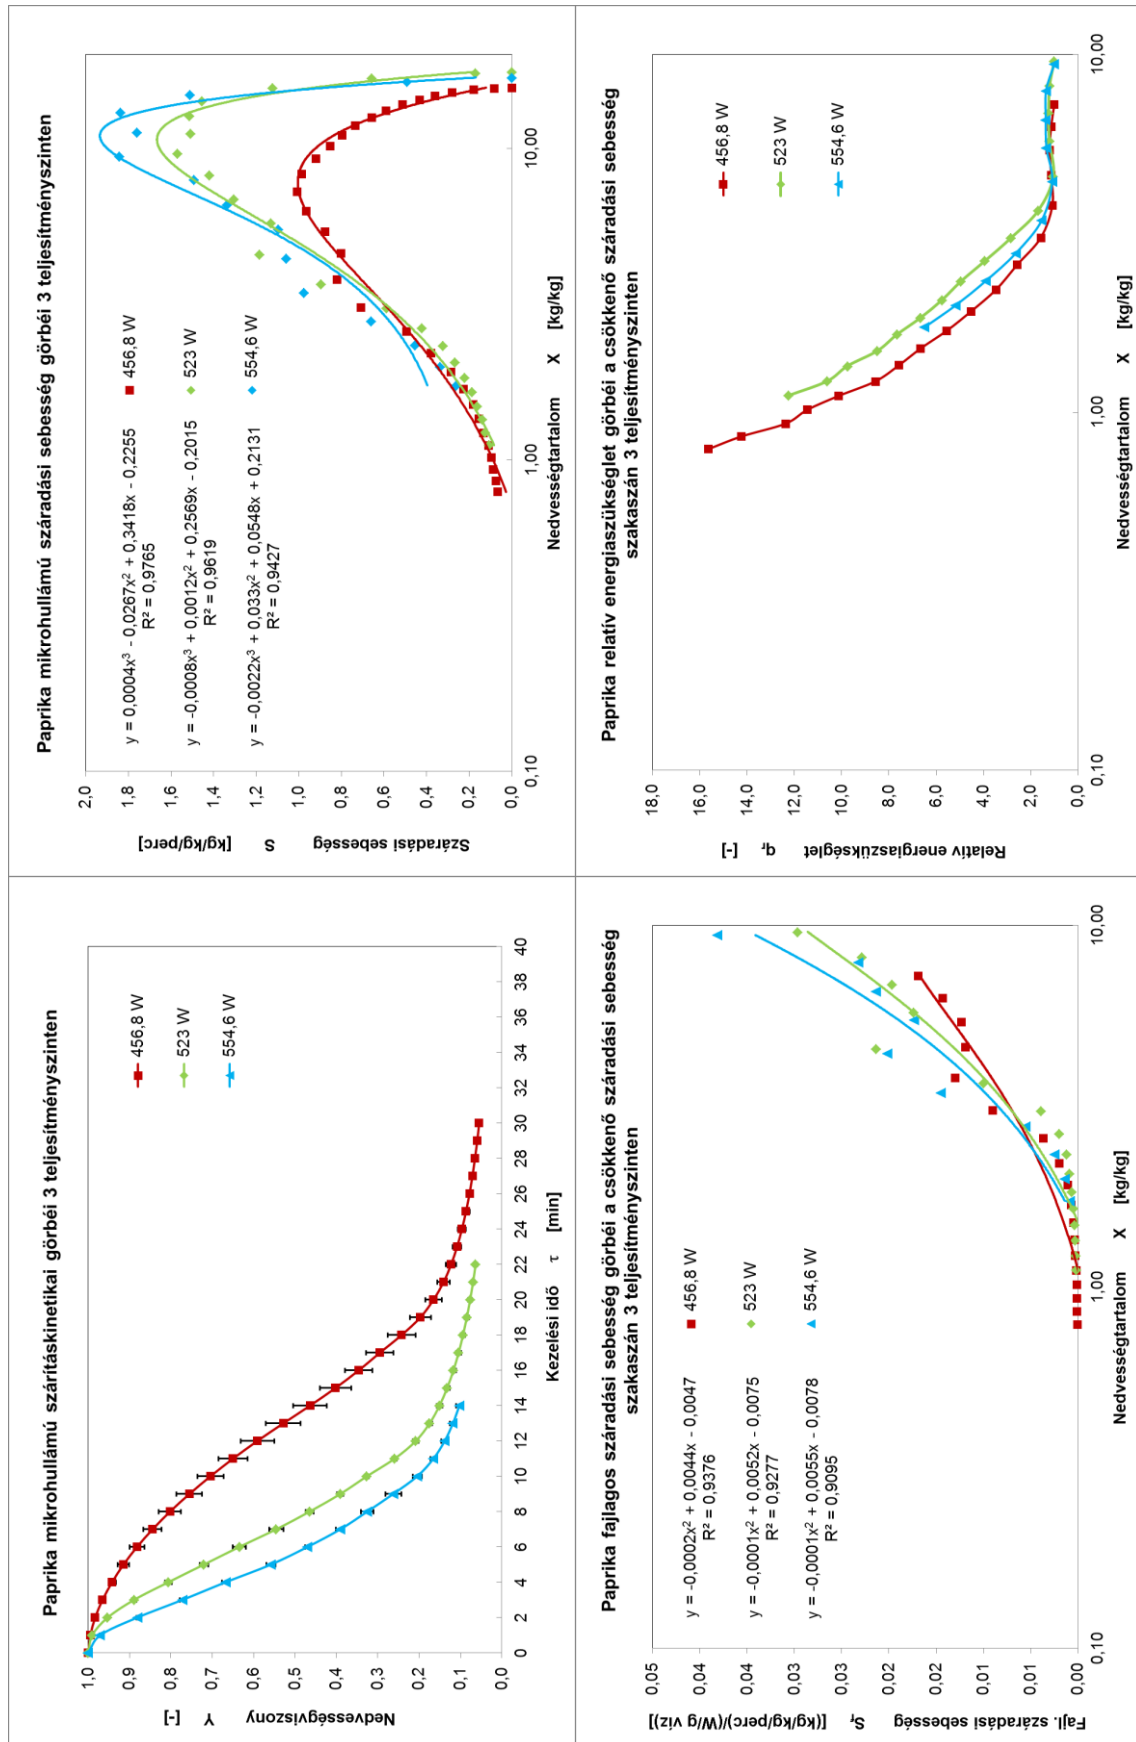 Paprika mikrohullámú szárításkinetikai görbéi 3 teljesítményszinten
1,0
0,9
0,8
0,7
0,6
0,5
0,4
0,3
0,2
0,1
0,0
Nedvességviszony Y [-]
0 2 4 6 8 10 12 14 16 18 20 22 24 26 28 30 32 34 36 38 40
Kezelési idő τ [min]
456,8 W
523 W
554,6 W
Paprika mikrohullámú száradási sebesség görbéi 3 teljesítményszinten
2,0
1,8
1,6
1,4
1,2
1,0
0,8
0,6
0,4
0,2
0,0
Száradási sebesség S [kg/kg/perc]
0,10 1,00 10,00
Nedvességtartalom X [kg/kg]
y = 0,0004x³ - 0,0267x² + 0,3418x - 0,2255
R² = 0,9765
456,8 W
y = -0,0008x³ + 0,0012x² + 0,2569x - 0,2015
R² = 0,9619
523 W
y = -0,0022x³ + 0,033x² + 0,0548x + 0,2131
R² = 0,9427
554,6 W
Paprika fajlagos száradási sebesség görbéi a csökkenő száradási sebesség
szakaszán 3 teljesítményszinten
0,5
0,04
0,04
0,03
0,03
0,02
0,02
0,01
0,01
0,00
Fajl. száradási sebesség Sᵣ [(kg/kg/perc)/(W/g víz)]
0,10 1,00 10,00
Nedvességtartalom X [kg/kg]
y = -0,0002x² + 0,0044x - 0,0047
R² = 0,9376
456,8 W
y = -0,0001x² + 0,0052x - 0,0075
R² = 0,9277
523 W
y = -0,0001x² + 0,0055x - 0,0078
R² = 0,9095
554,6 W
Paprika relatív energiaszükséglet görbéi a csökkenő száradási sebesség
szakaszán 3 teljesítményszinten
18,0
16,0
14,0
12,0
10,0
8,0
6,0
4,0
2,0
0,0
Relatív energiaszükséglet qᵣ [-]
0,10 1,00 10,00
Nedvességtartalom X [kg/kg]
456,8 W
523 W
554,6 W